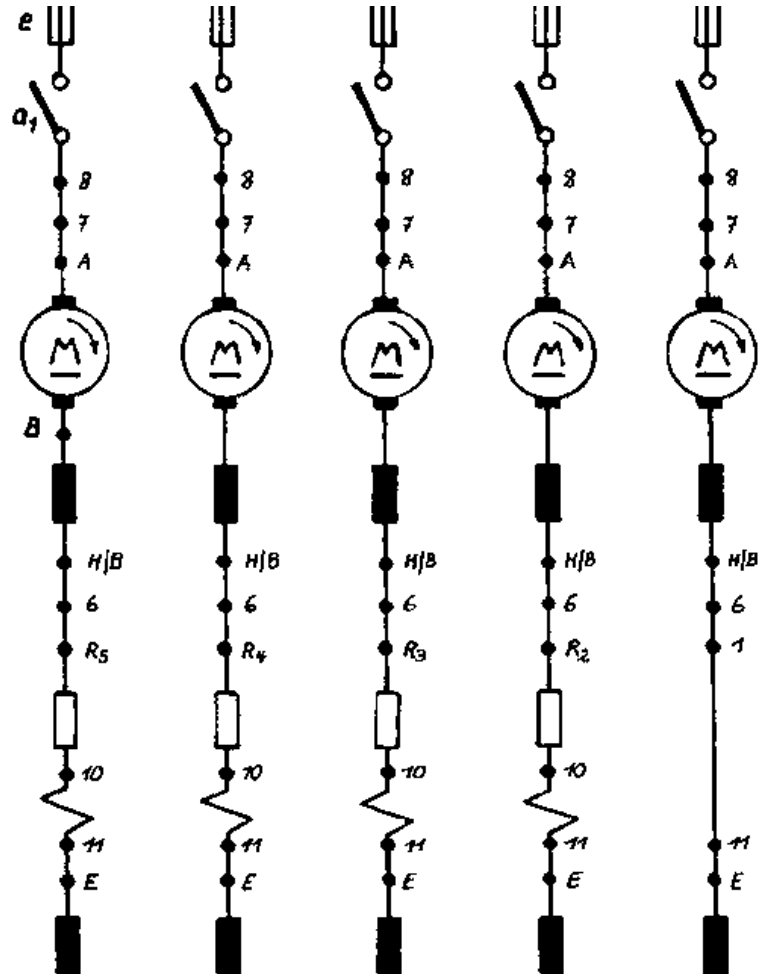 e
a₁
8 8 8 8 8
7 7 7 7 7
A A A A A
M M M M M
B
H/B H/B H/B H/B H/B
6 6 6 6 6
R₅ R₄ R₃ R₂ 1
10 10 10 10
11 11 11 11 11
E E E E E